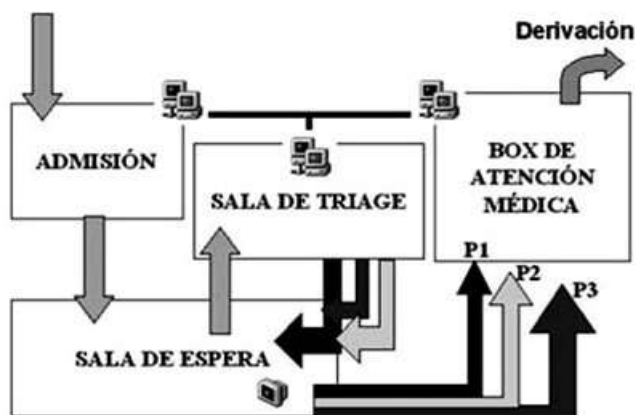 Derivación
ADMISIÓN
SALA DE TRIAGE
BOX DE
ATENCIÓN
MÉDICA
P1
P2
P3
SALA DE ESPERA